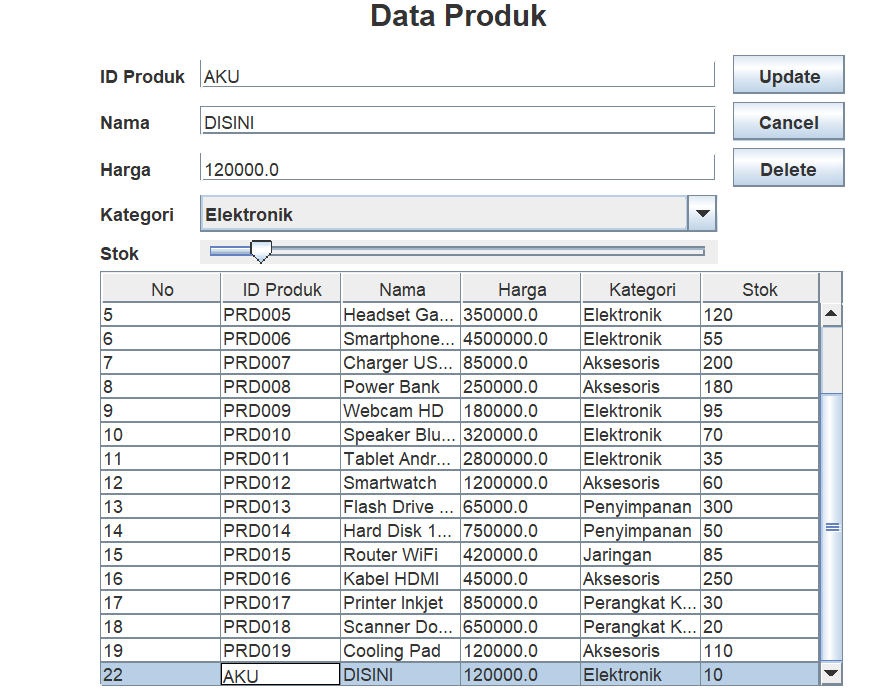 Data Produk
ID Produk AKU Update
Nama DISINI Cancel
Harga 120000.0 Delete
Kategori Elektronik
Stok
No ID Produk Nama Harga Kategori Stok
5 PRD005 Headset Ga... 350000.0 Elektronik 120
6 PRD006 Smartphone... 4500000.0 Elektronik 55
7 PRD007 Charger US... 85000.0 Aksesoris 200
8 PRD008 Power Bank 250000.0 Aksesoris 180
9 PRD009 Webcam HD 180000.0 Elektronik 95
10 PRD010 Speaker Blu... 320000.0 Elektronik 70
11 PRD011 Tablet Andr... 2800000.0 Elektronik 35
12 PRD012 Smartwatch 1200000.0 Aksesoris 60
13 PRD013 Flash Drive ... 65000.0 Penyimpanan 300
14 PRD014 Hard Disk 1... 750000.0 Penyimpanan 50
15 PRD015 Router WiFi 420000.0 Jaringan 85
16 PRD016 Kabel HDMI 45000.0 Aksesoris 250
17 PRD017 Printer Inkjet 850000.0 Perangkat K... 30
18 PRD018 Scanner Do... 650000.0 Perangkat K... 20
19 PRD019 Cooling Pad 120000.0 Aksesoris 110
22 AKU DISINI 120000.0 Elektronik 10